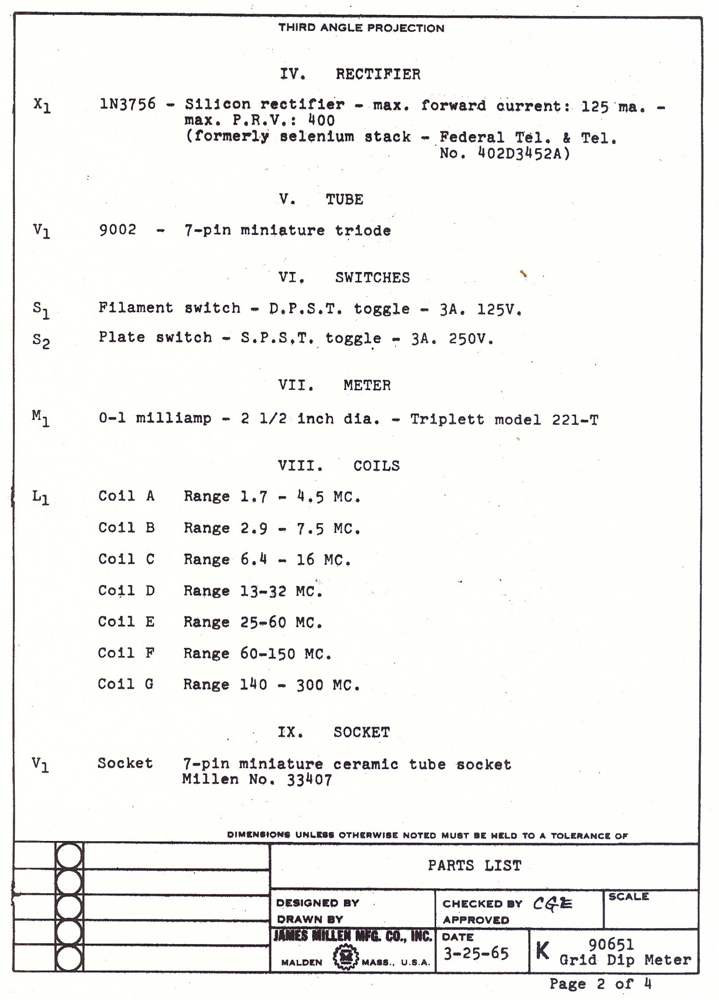 THIRD ANGLE PROJECTION
IV. RECTIFIER
X1 1N3756 - Silicon rectifier - max. forward current: 125 ma. -
max. P.R.V.: 400
(formerly selenium stack - Federal Tel. & Tel.
No. 402D3452A)
V. TUBE
V1 9002 - 7-pin miniature triode
VI. SWITCHES
S1 Filament switch - D.P.S.T. toggle - 3A. 125V.
S2 Plate switch - S.P.S.T. toggle - 3A. 250V.
VII. METER
M1 0-1 milliamp - 2 1/2 inch dia. - Triplett model 221-T
VIII. COILS
L1 Coil A Range 1.7 - 4.5 MC.
Coil B Range 2.9 - 7.5 MC.
Coil C Range 6.4 - 16 MC.
Coil D Range 13-32 MC.
Coil E Range 25-60 MC.
Coil F Range 60-150 MC.
Coil G Range 140 - 300 MC.
IX. SOCKET
V1 Socket 7-pin miniature ceramic tube socket
Millen No. 33407
DIMENSIONS UNLESS OTHERWISE NOTED MUST BE HELD TO A TOLERANCE OF
PARTS LIST
DESIGNED BY
DRAWN BY
CHECKED BY CGE
APPROVED
SCALE
JAMES MILLEN MFG. CO., INC.
MALDEN M MASS., U.S.A.
DATE
3-25-65
K 90651
Grid Dip Meter
Page 2 of 4